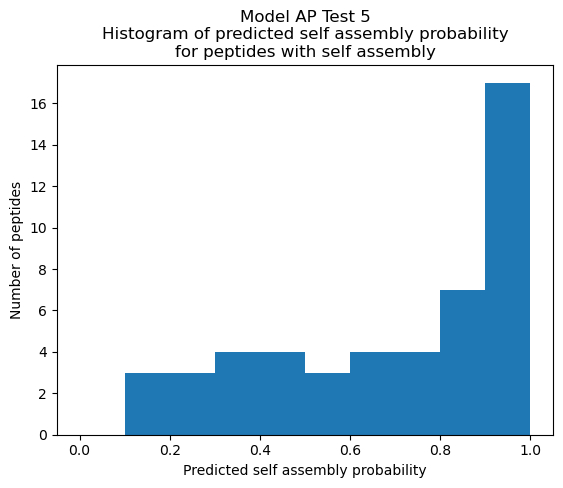 Model AP Test 5
Histogram of predicted self assembly probability
for peptides with self assembly
16
14
12
10
8
6
4
2
0
Number of peptides
0.0 0.2 0.4 0.6 0.8 1.0
Predicted self assembly probability